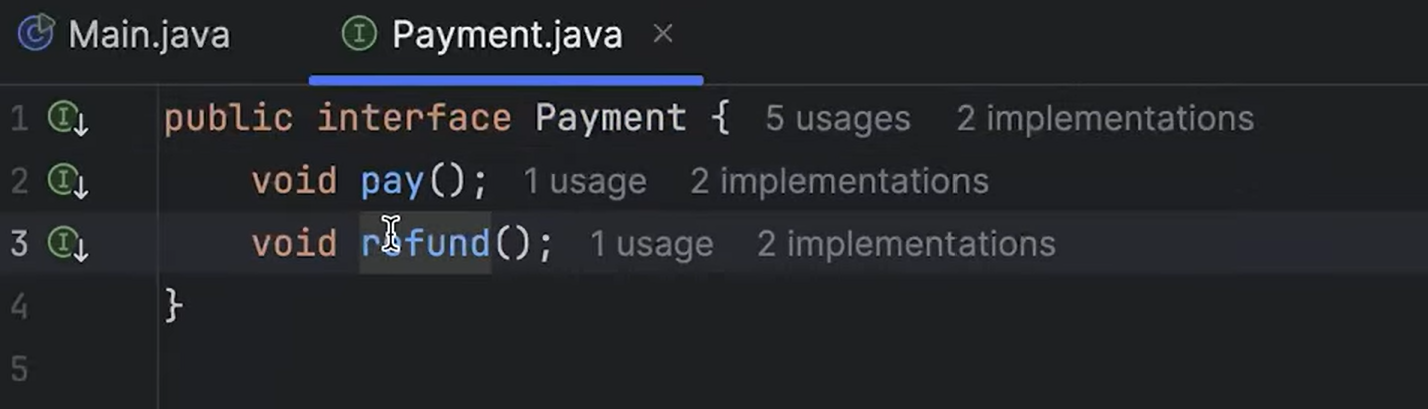 Main.java Payment.java
1 public interface Payment { 5 usages 2 implementations
2 void pay(); 1 usage 2 implementations
3 void refund(); 1 usage 2 implementations
4 }
5